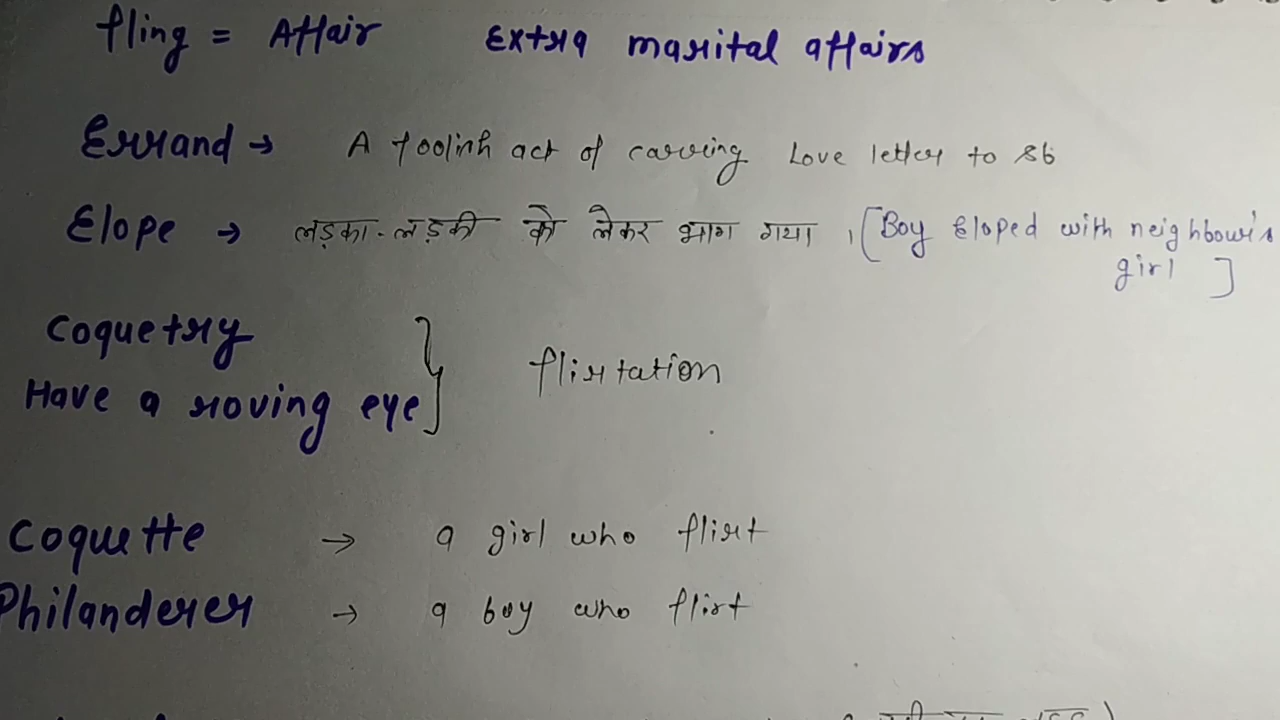 fling = Affair Extra marital affairs
Errand → A foolish act of carrying Love letter to sb
Elope → लड़का-लड़की को लेकर भाग गया, [Boy Eloped with neighbour's
girl]
Coquetry
Have a roving eye } flirtation
Coquette → a girl who flirt
Philanderer → a boy who flirt